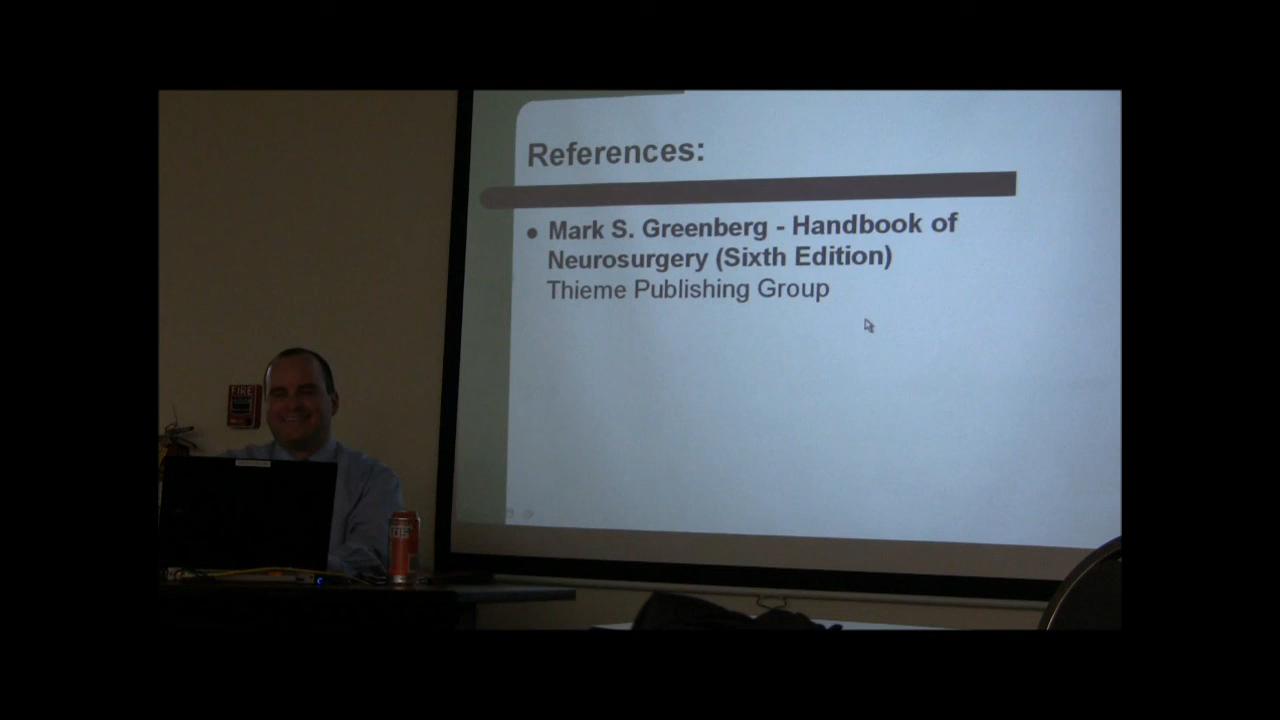 References:
• Mark S. Greenberg - Handbook of
Neurosurgery (Sixth Edition)
Thieme Publishing Group
FIRE